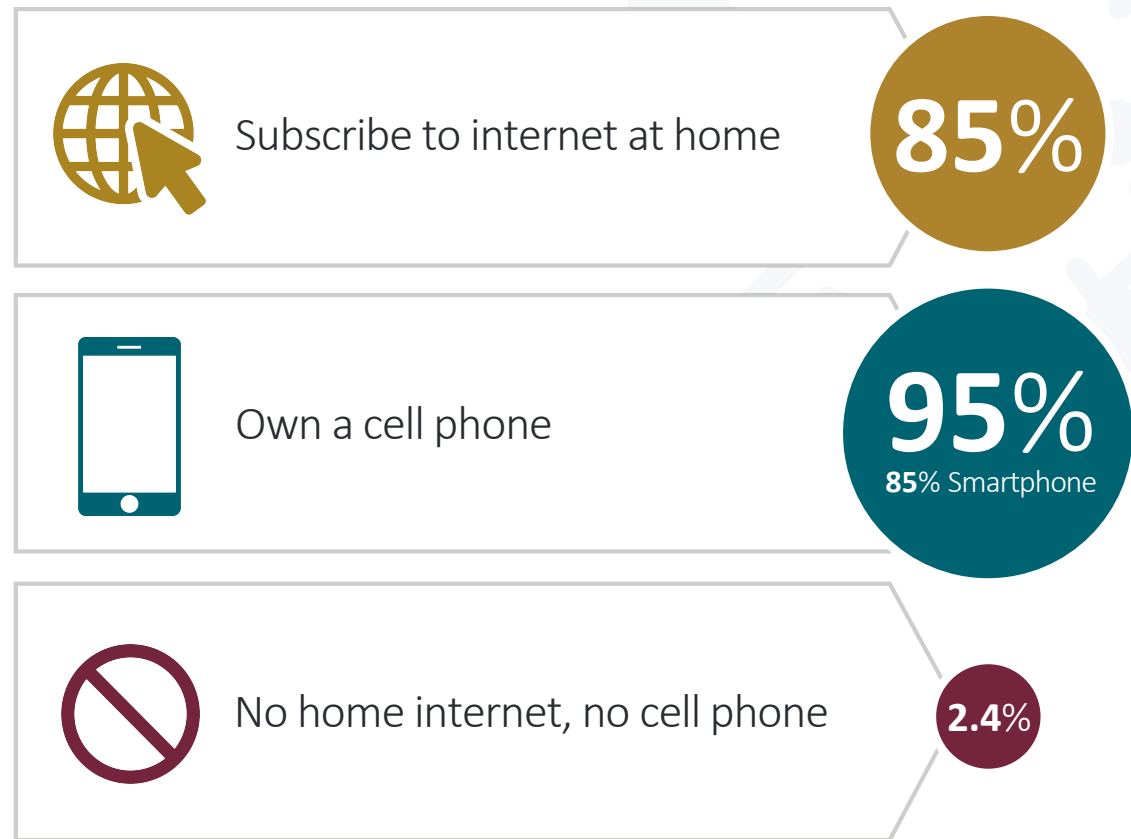 Subscribe to internet at home
85%
Own a cell phone
95%
85% Smartphone
No home internet, no cell phone
2.4%